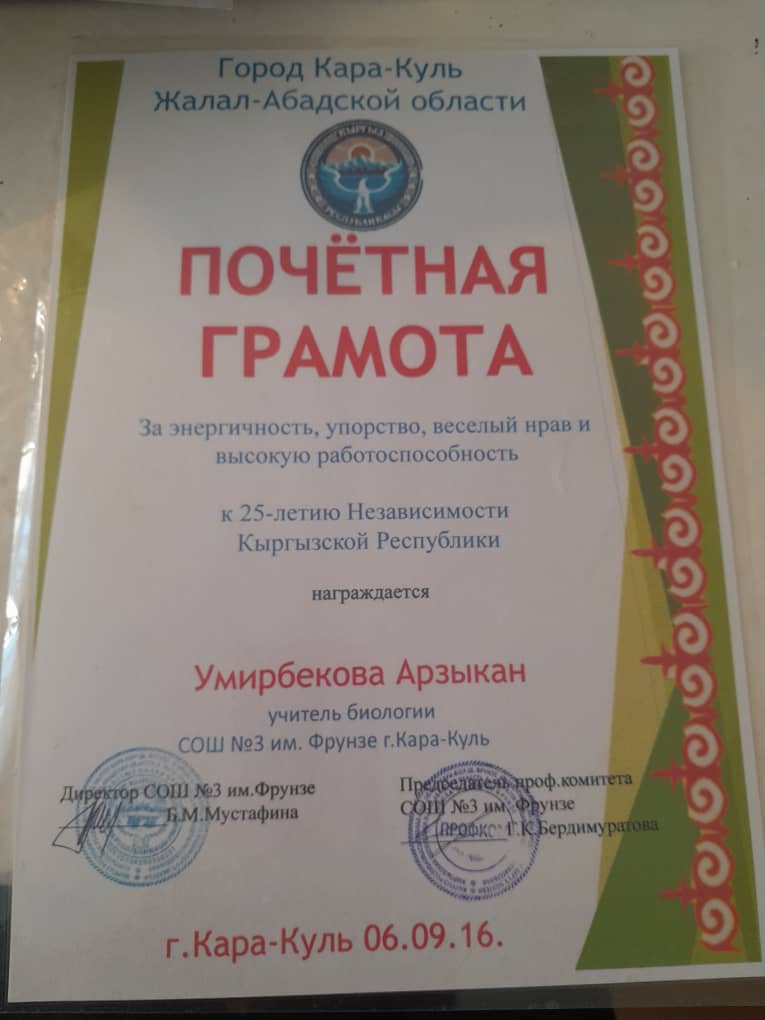 Город Кара-Куль
Жалал-Абадской области
КЫРГЫЗ
РЕСПУБЛИКАСЫ
ПОЧЁТНАЯ
ГРАМОТА
За энергичность, упорство, веселый нрав и
высокую работоспособность
к 25-летию Независимости
Кыргызской Республики
награждается
Умирбекова Арзыкан
учитель биологии
СОШ №3 им. Фрунзе г.Кара-Куль
Директор СОШ №3 им.Фрунзе
Б.М.Мустафина
Председатель проф.комитета
СОШ №3 им. Фрунзе
ПРОФКО Г.К.Бердимуратова
г.Кара-Куль 06.09.16.